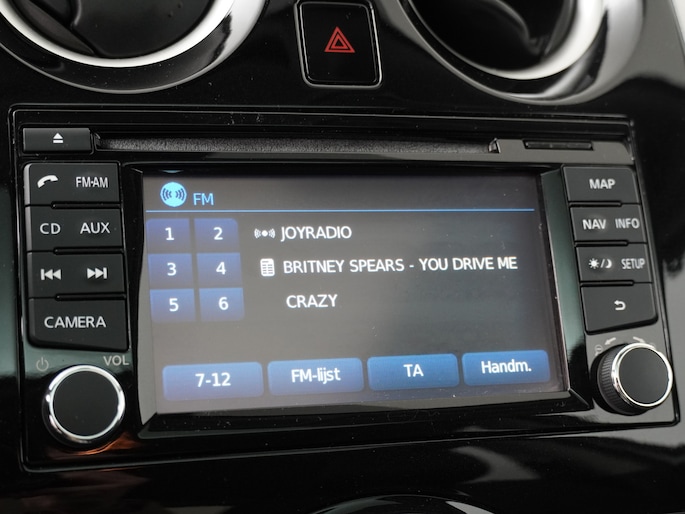 FM-AM
MAP
FM
CD AUX
NAV INFO
1 2
JOYRADIO
3 4
BRITNEY SPEARS - YOU DRIVE ME
SETUP
5 6
CRAZY
CAMERA
VOL
7-12
FM-lijst
TA
Handm.